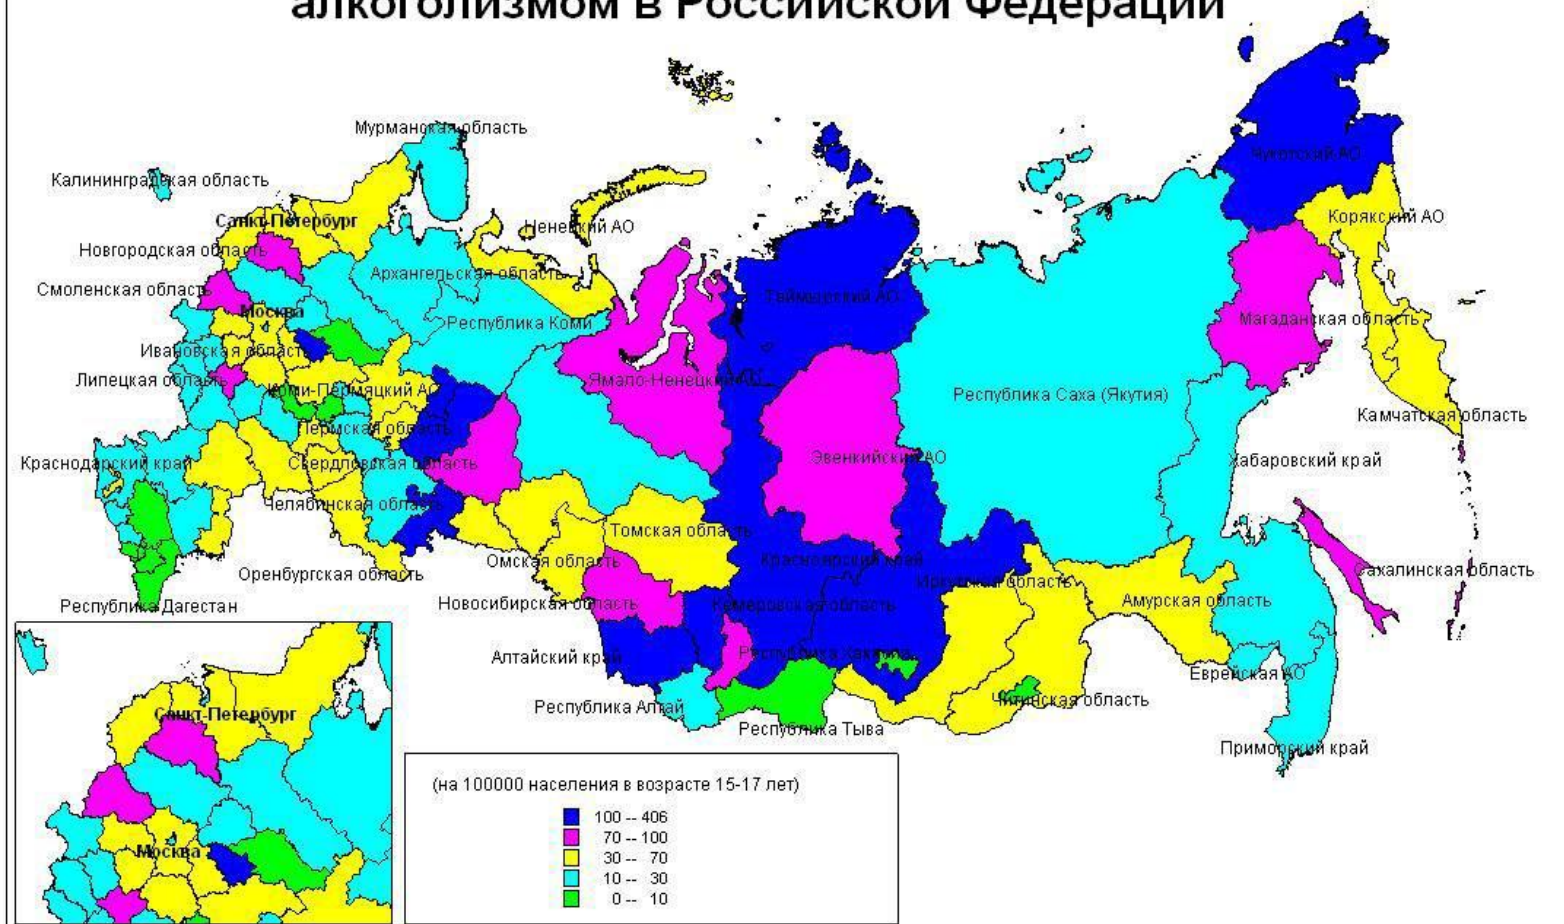 алкоголизмом в Российской Федерации
Мурманская область
Чукотский АО
Калининградская область
Санкт-Петербург
Корякский АО
Ненецкий АО
Новгородская область
Архангельская область
Смоленская область
Таймырский АО
Москва
Магаданская область
Республика Коми
Ивановская область
Липецкая область
Ямало-Ненецкий АО
Коми-Пермяцкий АО
Республика Саха (Якутия)
Камчатская область
Пермская область
Эвенкийский АО
Краснодарский край
Свердловская область
Хабаровский край
Челябинская область
Томская область
Омская область
Красноярский край
Сахалинская область
Оренбургская область
Иркутская область
Новосибирская область
Кемеровская область
Амурская область
Республика Дагестан
Алтайский край
Республика Хакасия
Еврейская АО
Республика Алтай
Читинская область
Республика Тыва
Приморский край
Санкт-Петербург
Москва
(на 100000 населения в возрасте 15-17 лет)
100 -- 406
70 -- 100
30 -- 70
10 -- 30
0 -- 10